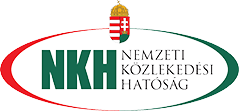 NKH NEMZETI
KÖZLEKEDÉSI
HATÓSÁG